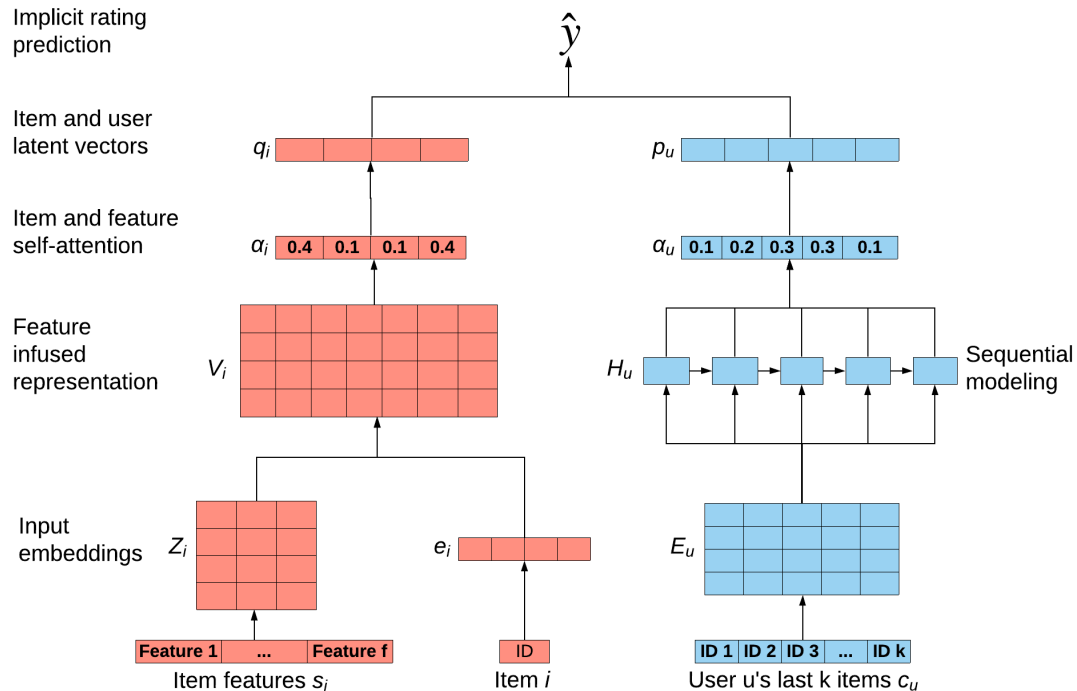 Implicit rating
prediction
ŷ
Item and user
latent vectors
qᵢ
pᵤ
Item and feature
self-attention
αᵢ
0.4 0.1 0.1 0.4
αᵤ
0.1 0.2 0.3 0.3 0.1
Feature
infused
representation
Vᵢ
Hᵤ
Sequential
modeling
Input
embeddings
Zᵢ
eᵢ
Eᵤ
Feature 1 ... Feature f
ID
ID 1 ID 2 ID 3 ... ID k
Item features sᵢ
Item i
User u's last k items cᵤ